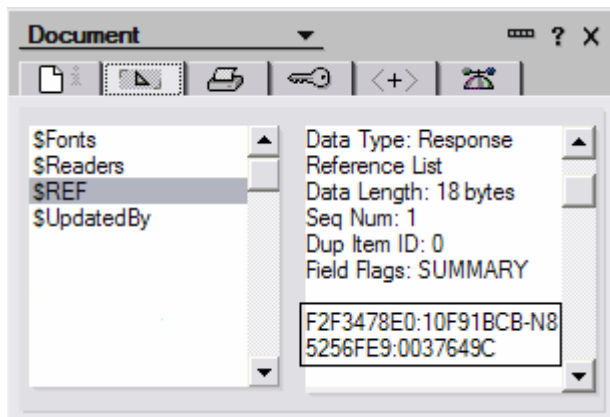 Document
?
X
i
<+>
$Fonts
$Readers
$REF
$UpdatedBy
Data Type: Response
Reference List
Data Length: 18 bytes
Seq Num: 1
Dup Item ID: 0
Field Flags: SUMMARY
F2F3478E0:10F91BCB-N8
5256FE9:0037649C